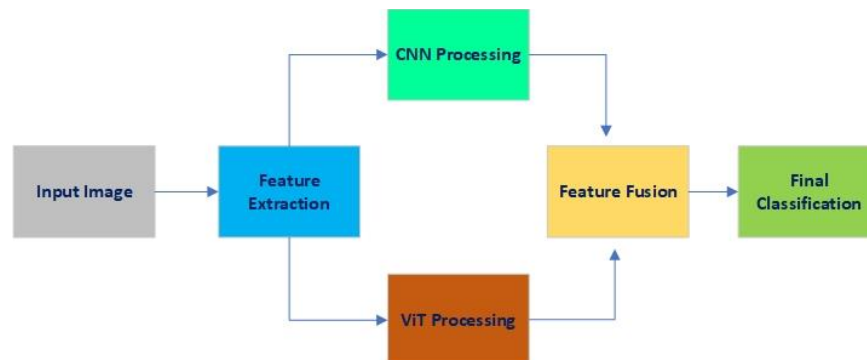 CNN Processing
Input Image
Feature
Extraction
Feature Fusion
Final
Classification
ViT Processing